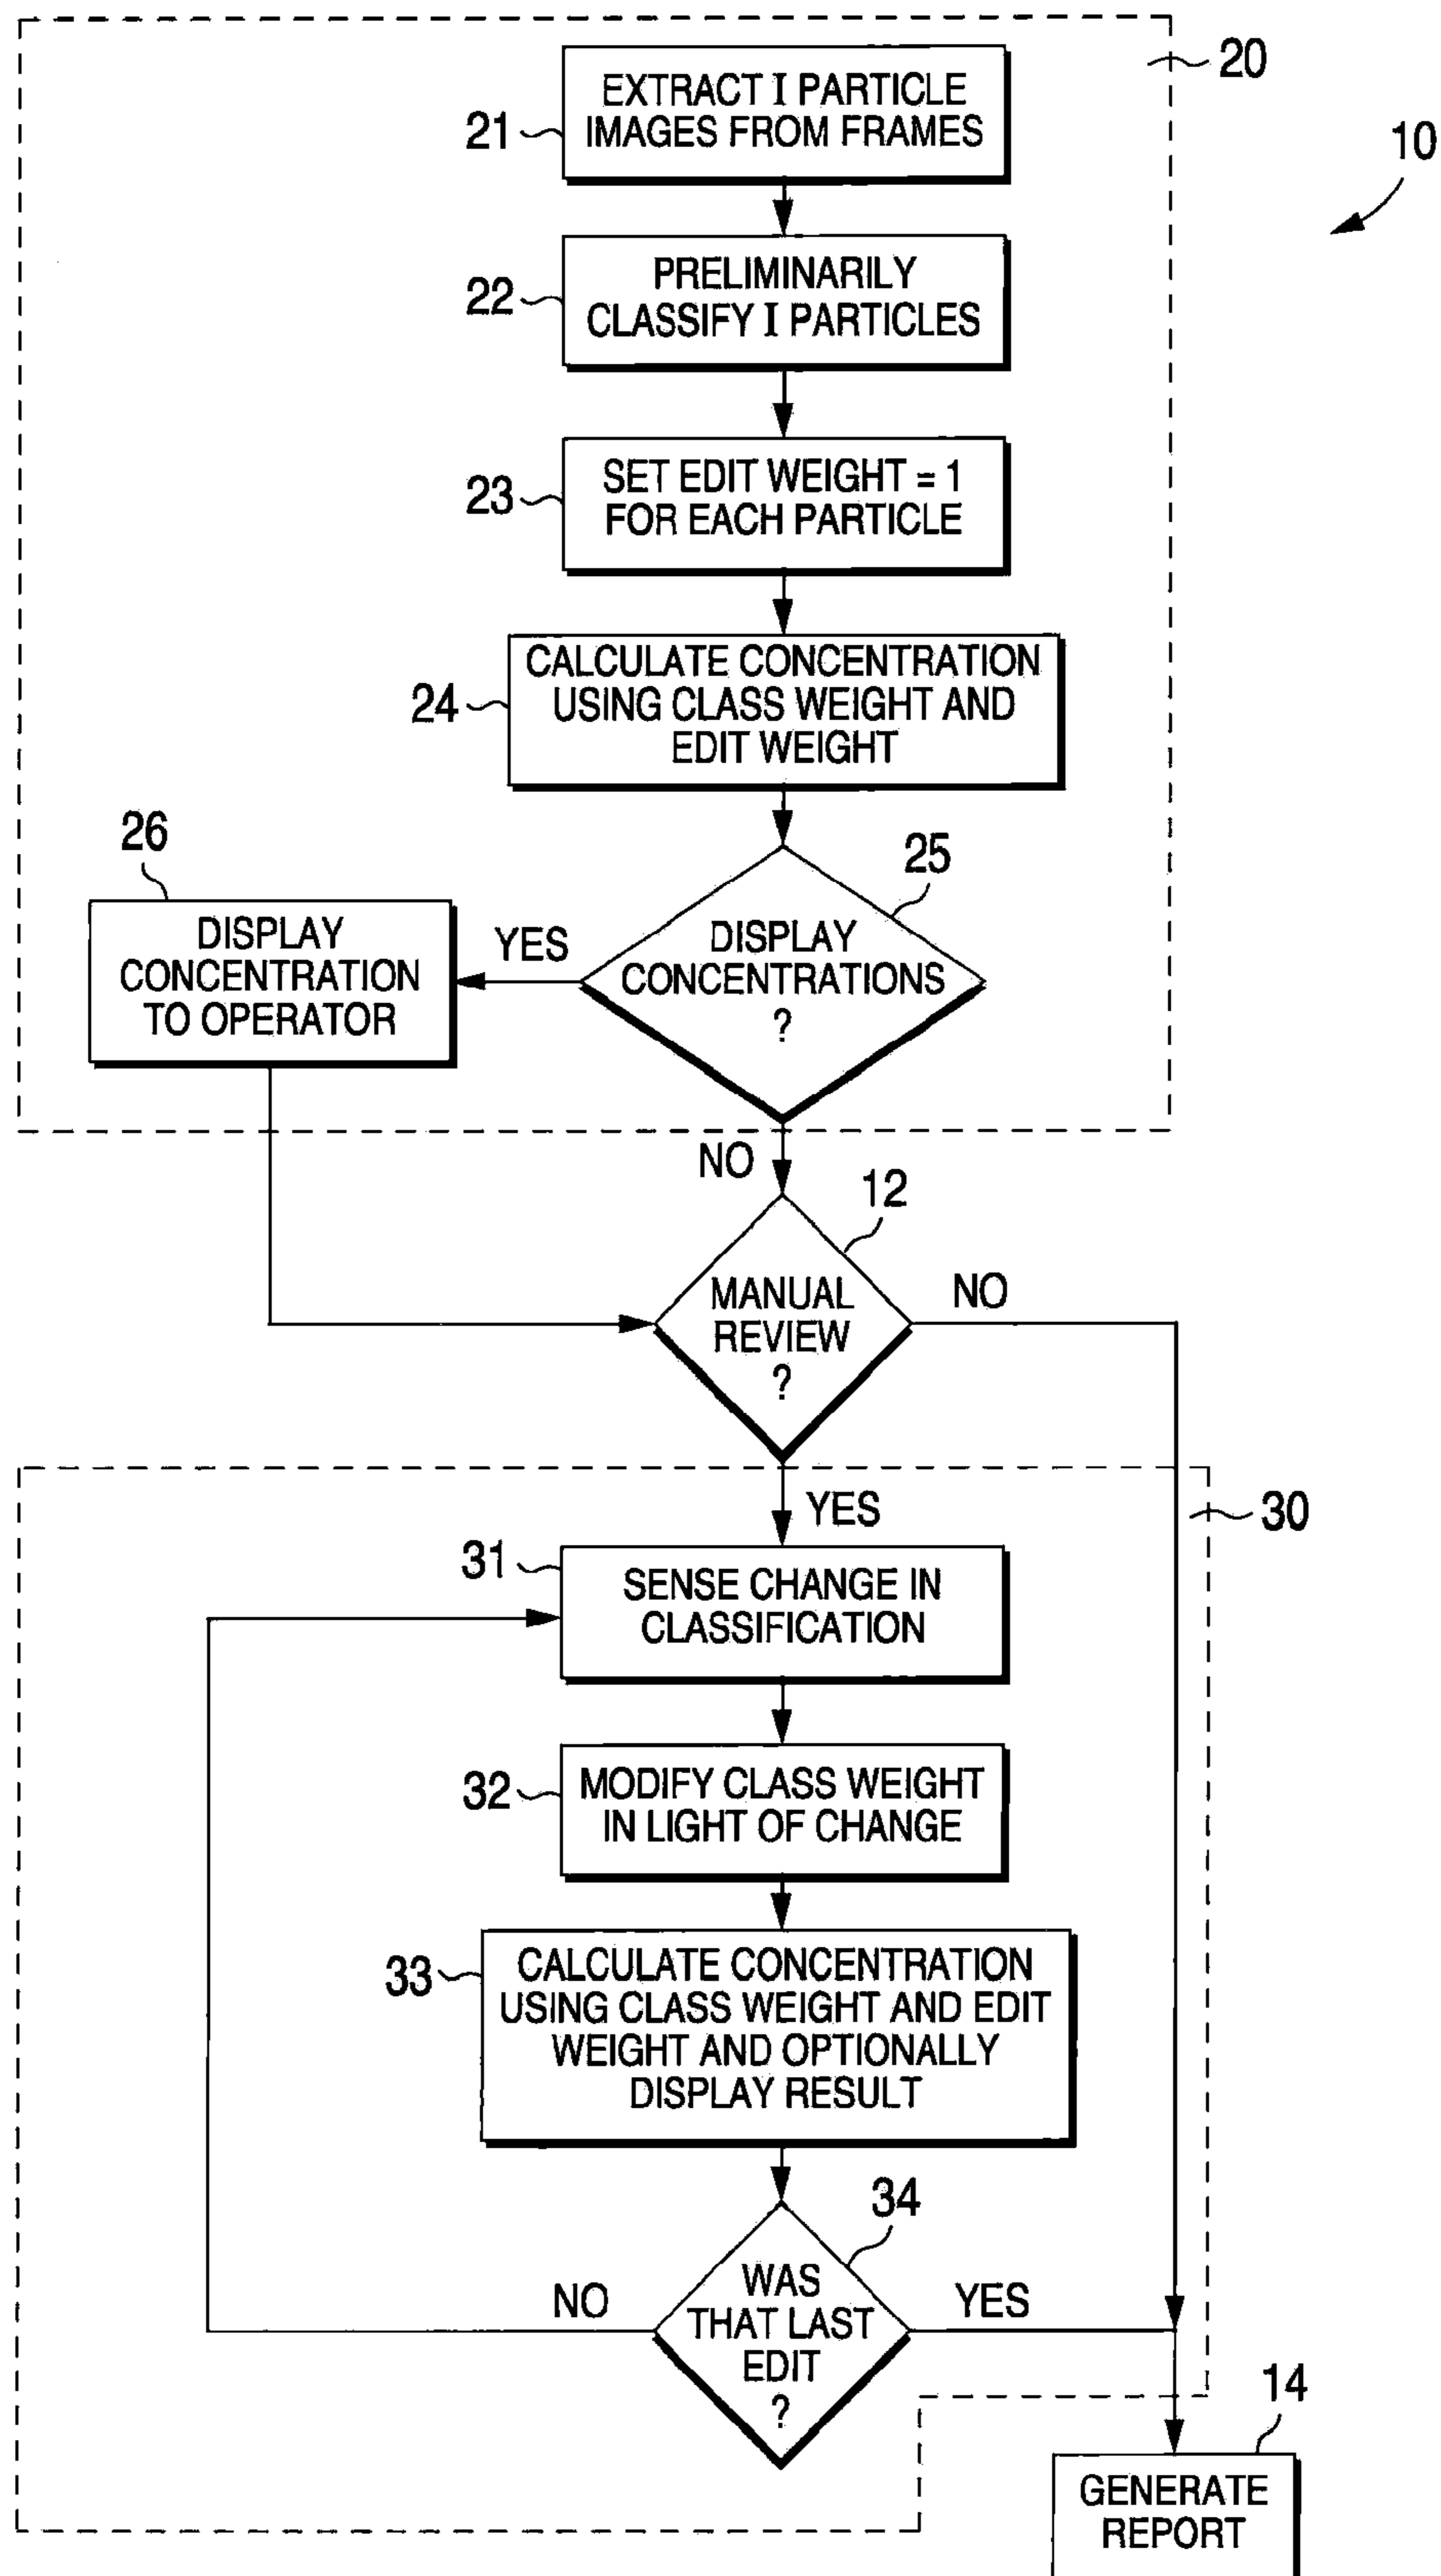 20
10
EXTRACT I PARTICLE
IMAGES FROM FRAMES
21
PRELIMINARILY
CLASSIFY I PARTICLES
22
SET EDIT WEIGHT = 1
FOR EACH PARTICLE
23
CALCULATE CONCENTRATION
USING CLASS WEIGHT AND
EDIT WEIGHT
24
26
25
DISPLAY
CONCENTRATION
TO OPERATOR
YES
DISPLAY
CONCENTRATIONS
?
NO
12
MANUAL
REVIEW
?
NO
YES
30
31
SENSE CHANGE IN
CLASSIFICATION
32
MODIFY CLASS WEIGHT
IN LIGHT OF CHANGE
33
CALCULATE CONCENTRATION
USING CLASS WEIGHT AND EDIT
WEIGHT AND OPTIONALLY
DISPLAY RESULT
34
NO
WAS
THAT LAST
EDIT
?
YES
14
GENERATE
REPORT